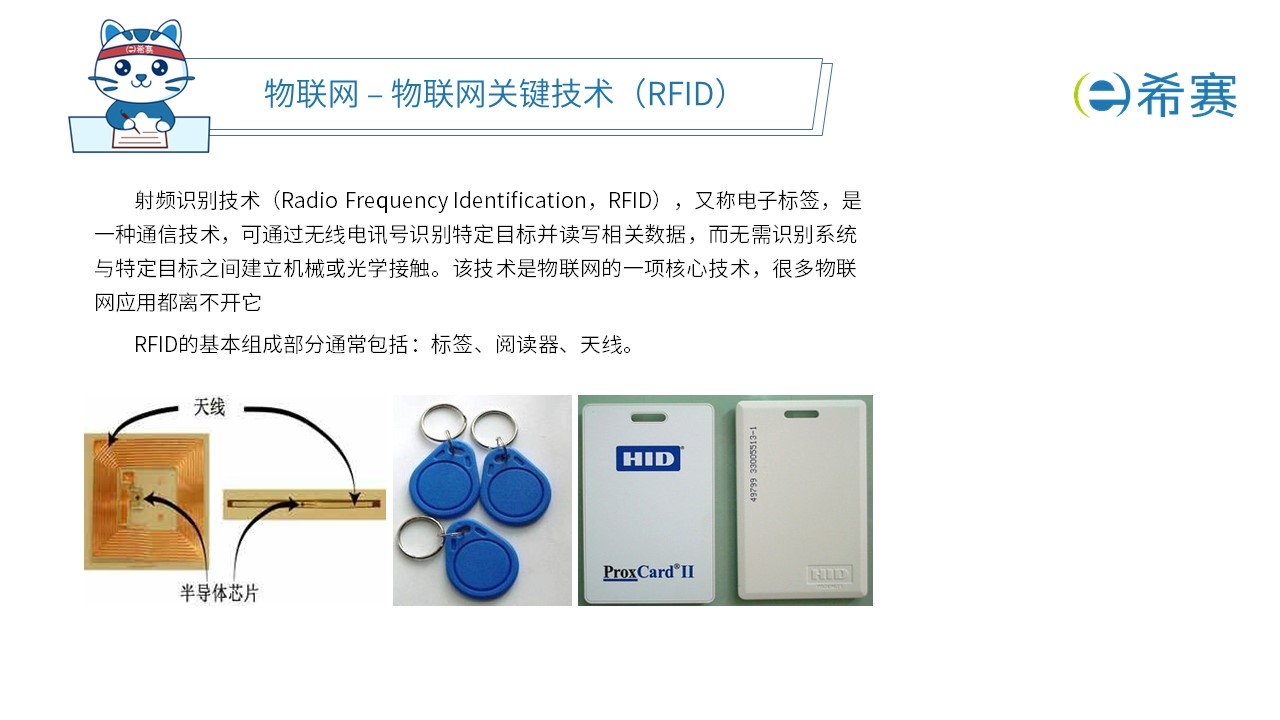 希赛
物联网 – 物联网关键技术（RFID）
希赛
射频识别技术（Radio Frequency Identification，RFID），又称电子标签，是
一种通信技术，可通过无线电讯号识别特定目标并读写相关数据，而无需识别系统
与特定目标之间建立机械或光学接触。该技术是物联网的一项核心技术，很多物联
网应用都离不开它
RFID的基本组成部分通常包括：标签、阅读器、天线。
天线
半导体芯片
HID®
ProxCard®II
49799 33005513-1
HID